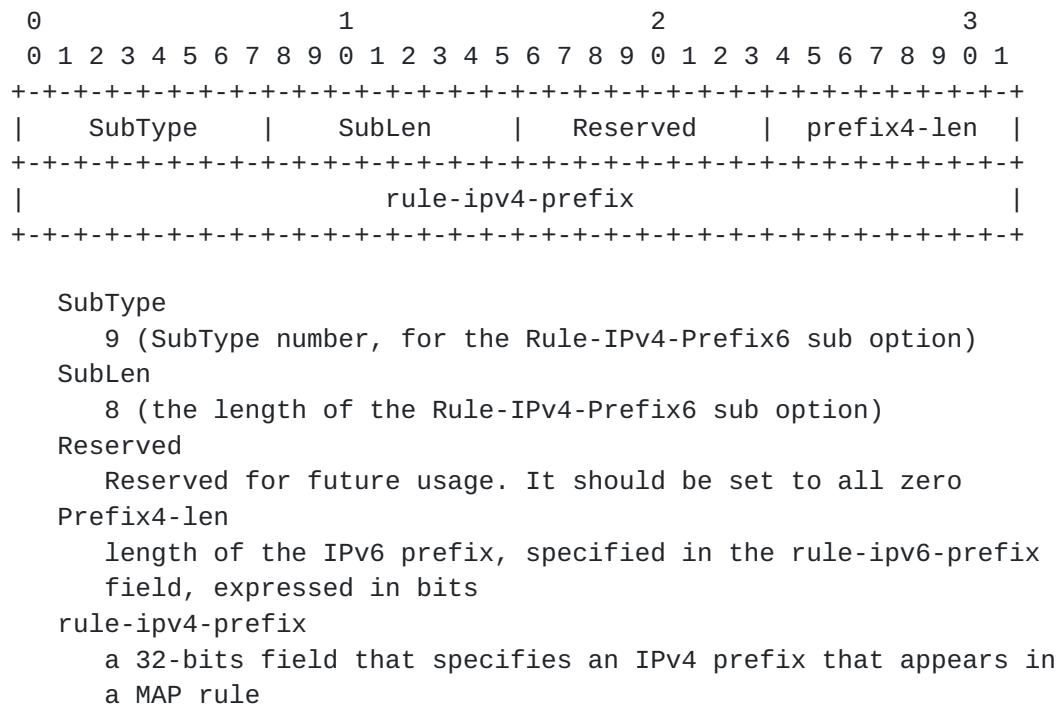 0                   1                   2                   3
 0 1 2 3 4 5 6 7 8 9 0 1 2 3 4 5 6 7 8 9 0 1 2 3 4 5 6 7 8 9 0 1
+-+-+-+-+-+-+-+-+-+-+-+-+-+-+-+-+-+-+-+-+-+-+-+-+-+-+-+-+-+-+-+-+
|    SubType    |    SubLen     |   Reserved    |  prefix4-len  |
+-+-+-+-+-+-+-+-+-+-+-+-+-+-+-+-+-+-+-+-+-+-+-+-+-+-+-+-+-+-+-+-+
|                       rule-ipv4-prefix                        |
+-+-+-+-+-+-+-+-+-+-+-+-+-+-+-+-+-+-+-+-+-+-+-+-+-+-+-+-+-+-+-+-+
   SubType
      9 (SubType number, for the Rule-IPv4-Prefix6 sub option)
   SubLen
      8 (the length of the Rule-IPv4-Prefix6 sub option)
   Reserved
      Reserved for future usage. It should be set to all zero
   Prefix4-len
      length of the IPv6 prefix, specified in the rule-ipv6-prefix
      field, expressed in bits
   rule-ipv4-prefix
      a 32-bits field that specifies an IPv4 prefix that appears in
      a MAP rule